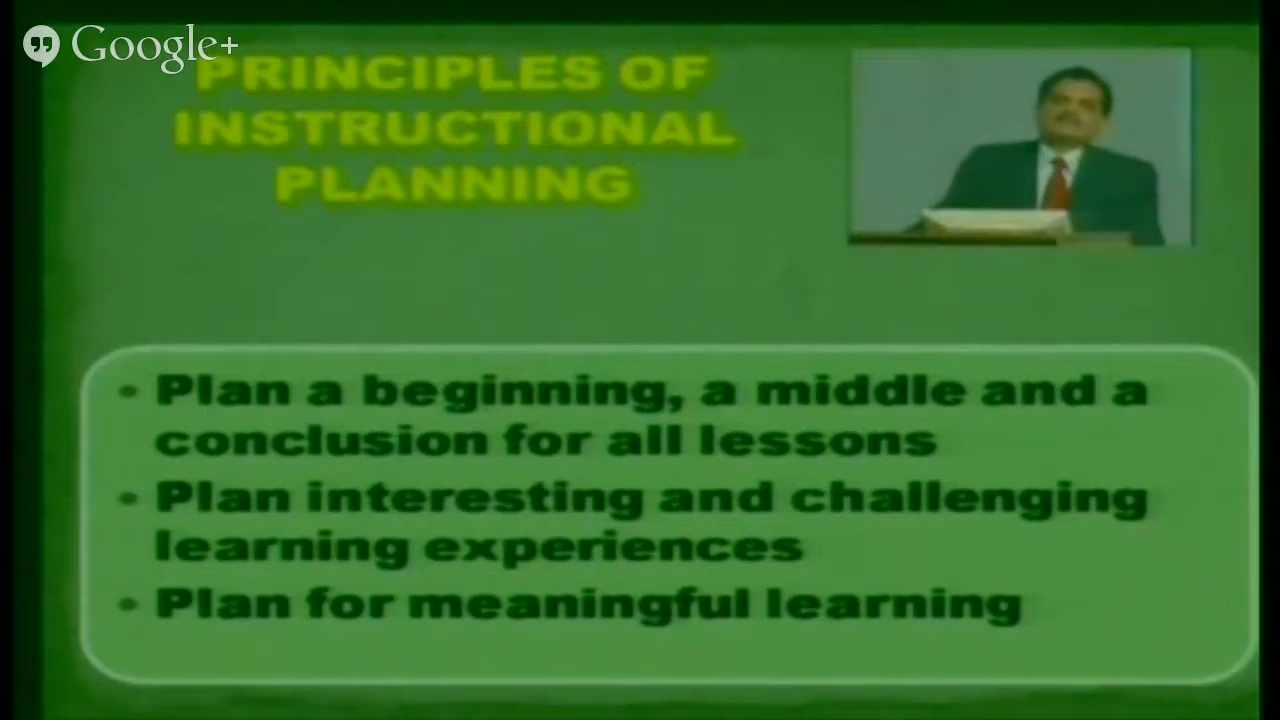 Google+
PRINCIPLES OF
INSTRUCTIONAL
PLANNING
• Plan a beginning, a middle and a
conclusion for all lessons
• Plan interesting and challenging
learning experiences
• Plan for meaningful learning